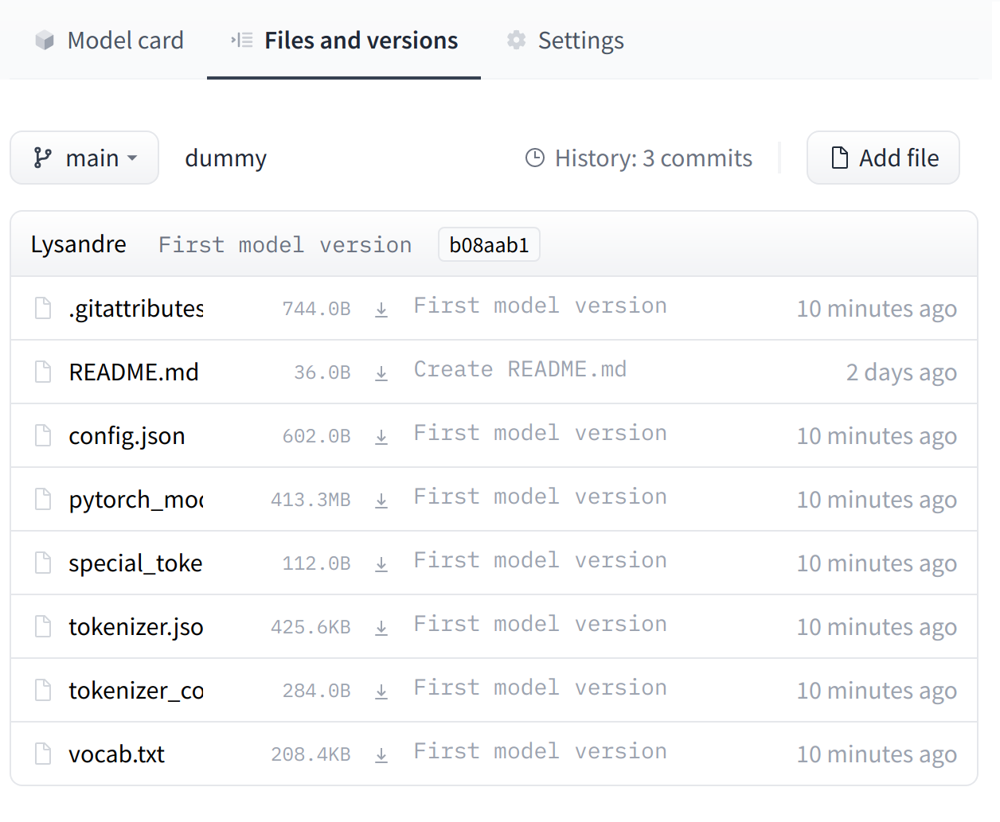 Model card Files and versions Settings
main dummy History: 3 commits Add file
Lysandre First model version b08aab1
.gitattributes 744.0B First model version 10 minutes ago
README.md 36.0B Create README.md 2 days ago
config.json 602.0B First model version 10 minutes ago
pytorch_mod 413.3MB First model version 10 minutes ago
special_toke 112.0B First model version 10 minutes ago
tokenizer.jso 425.6KB First model version 10 minutes ago
tokenizer_co 284.0B First model version 10 minutes ago
vocab.txt 208.4KB First model version 10 minutes ago